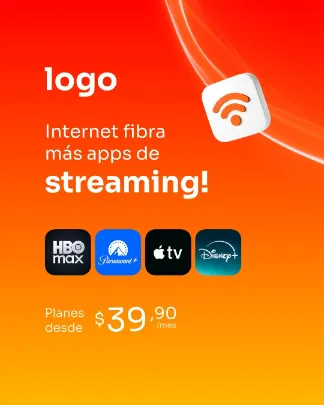 logo
Internet fibra
más apps de
streaming!
HBO
max
Paramount+
tv
Disney+
Planes
desde
$39,90
/mes